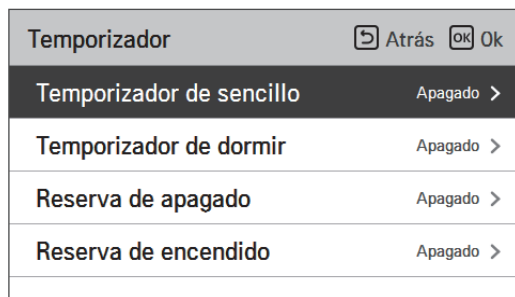 Temporizador Atrás OK Ok
Temporizador de sencillo Apagado >
Temporizador de dormir Apagado >
Reserva de apagado Apagado >
Reserva de encendido Apagado >